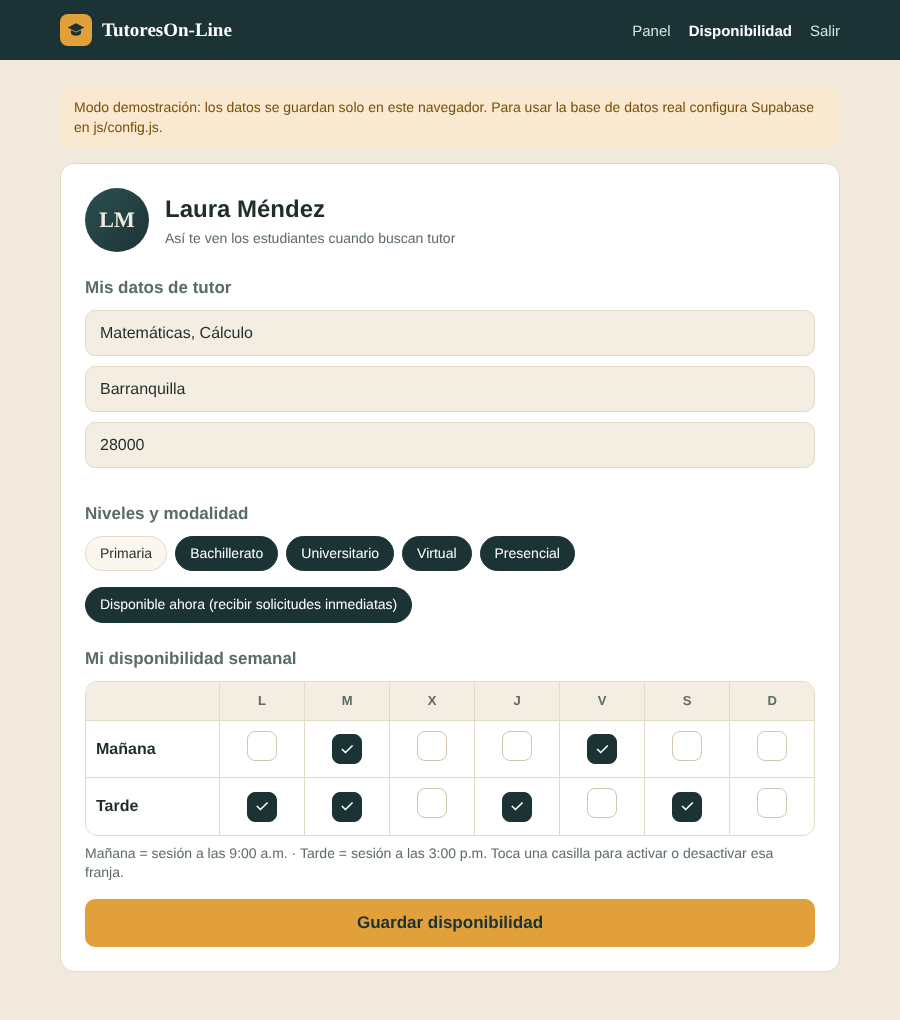 TutoresOn-Line
Panel Disponibilidad Salir
Modo demostración: los datos se guardan solo en este navegador. Para usar la base de datos real configura Supabase
en js/config.js.
LM
Laura Méndez
Así te ven los estudiantes cuando buscan tutor
Mis datos de tutor
Matemáticas, Cálculo
Barranquilla
28000
Niveles y modalidad
Primaria Bachillerato Universitario Virtual Presencial
Disponible ahora (recibir solicitudes inmediatas)
Mi disponibilidad semanal
L M X J V S D
Mañana
Tarde
Mañana = sesión a las 9:00 a.m. · Tarde = sesión a las 3:00 p.m. Toca una casilla para activar o desactivar esa
franja.
Guardar disponibilidad